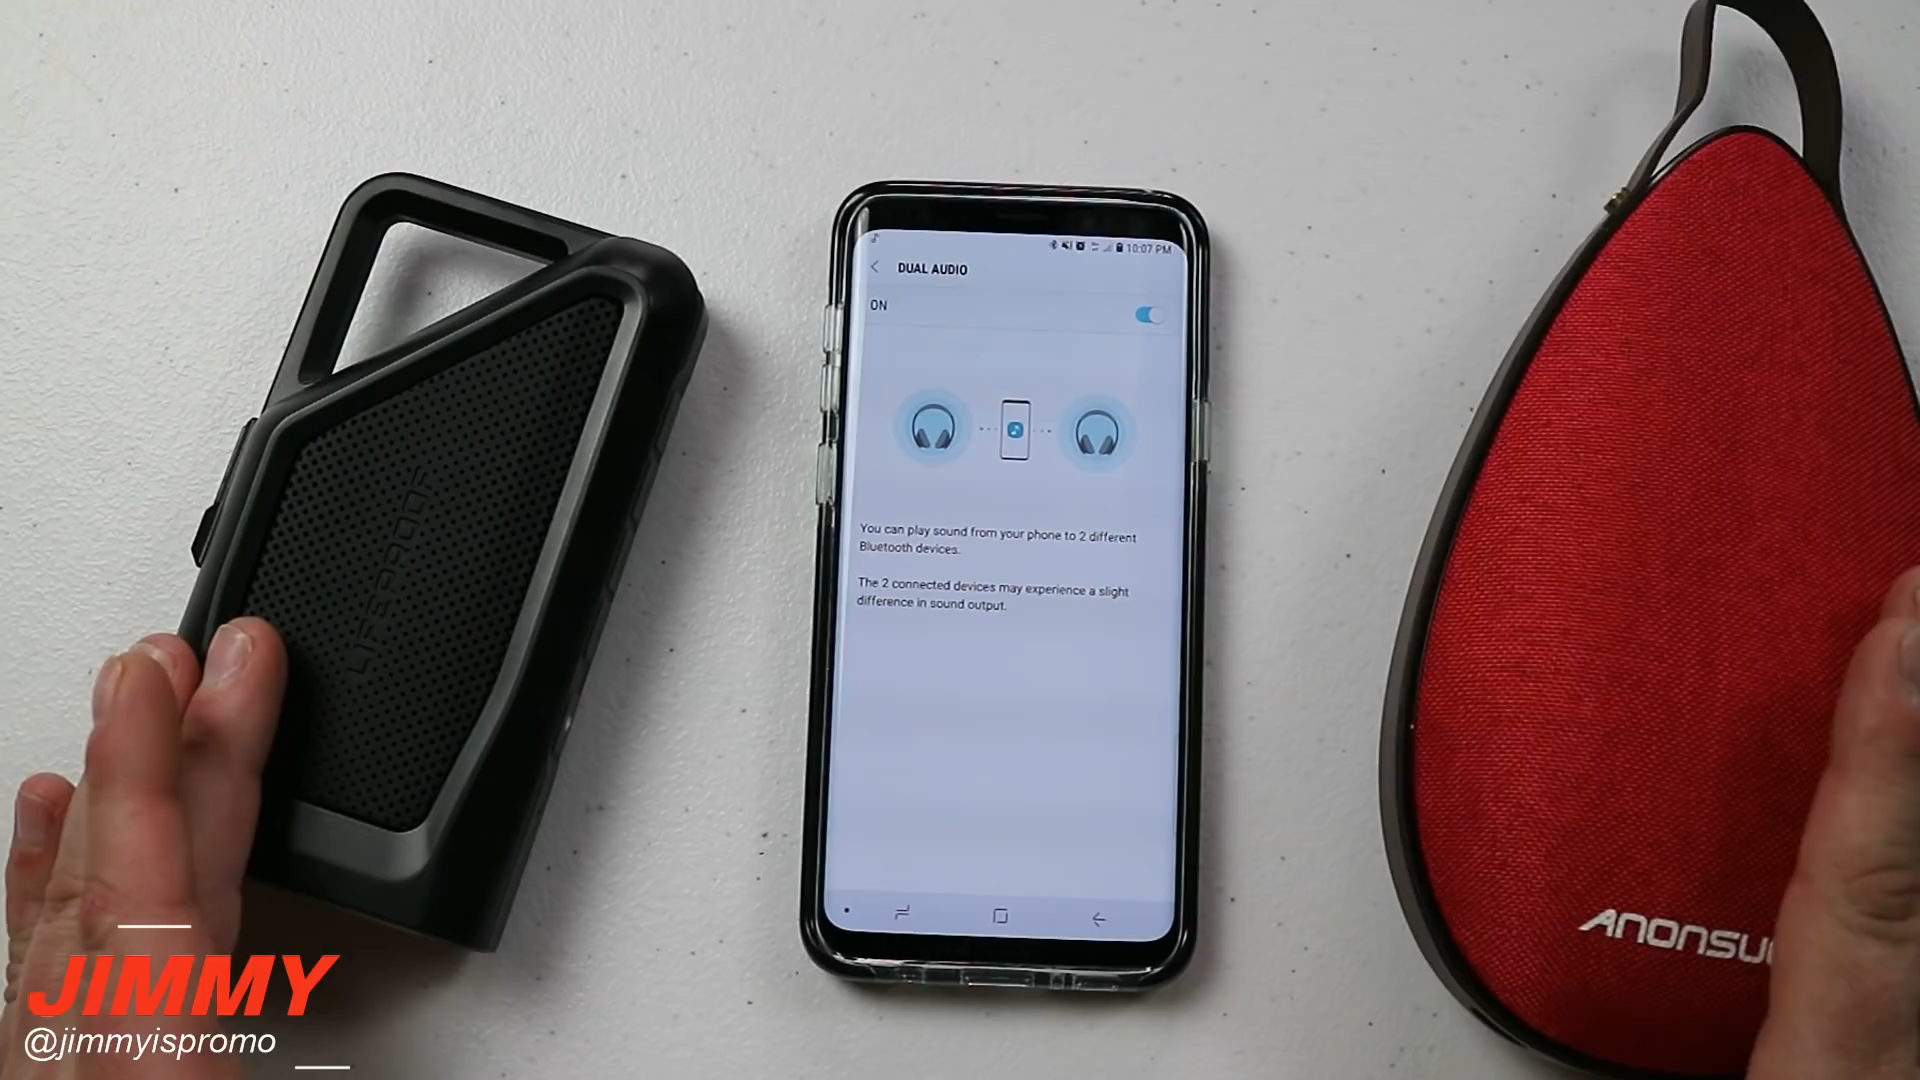 10:07 PM
DUAL AUDIO
ON
You can play sound from your phone to 2 different
Bluetooth devices.
The 2 connected devices may experience a slight
difference in sound output.
LIFEPROOF
JIMMY
@jimmyispromo